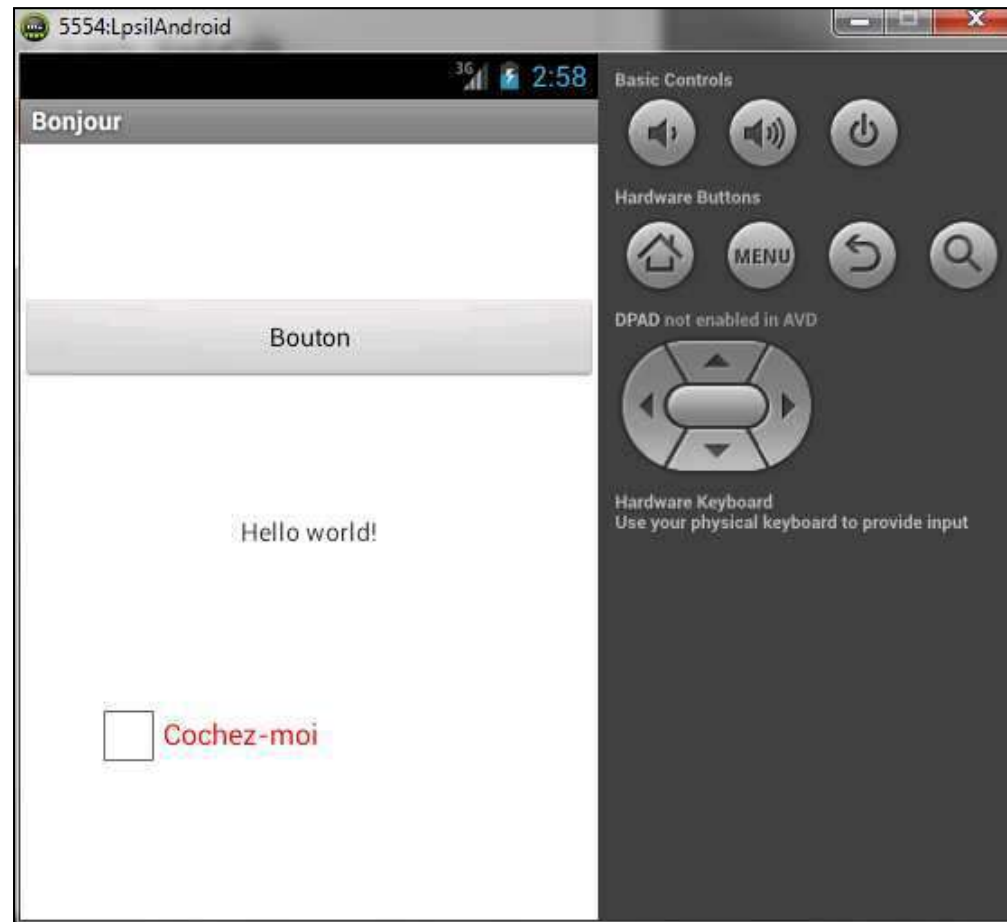 5554:LpsilAndroid
3G 2:58
Bonjour
Bouton
Hello world!
Cochez-moi
Basic Controls
Hardware Buttons
MENU
DPAD not enabled in AVD
Hardware Keyboard
Use your physical keyboard to provide input